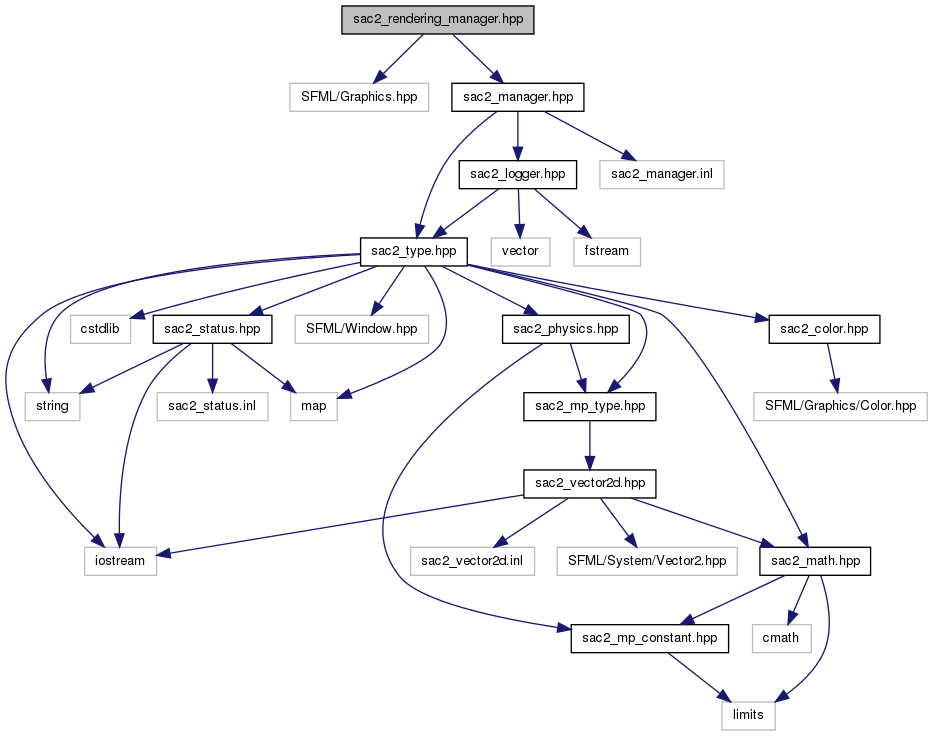 sac2_rendering_manager.hpp
SFML/Graphics.hpp
sac2_manager.hpp
sac2_logger.hpp
sac2_manager.inl
sac2_type.hpp
vector
fstream
cstdlib
sac2_status.hpp
SFML/Window.hpp
sac2_physics.hpp
sac2_color.hpp
string
sac2_status.inl
map
sac2_mp_type.hpp
SFML/Graphics/Color.hpp
sac2_vector2d.hpp
iostream
sac2_vector2d.inl
SFML/System/Vector2.hpp
sac2_math.hpp
sac2_mp_constant.hpp
cmath
limits